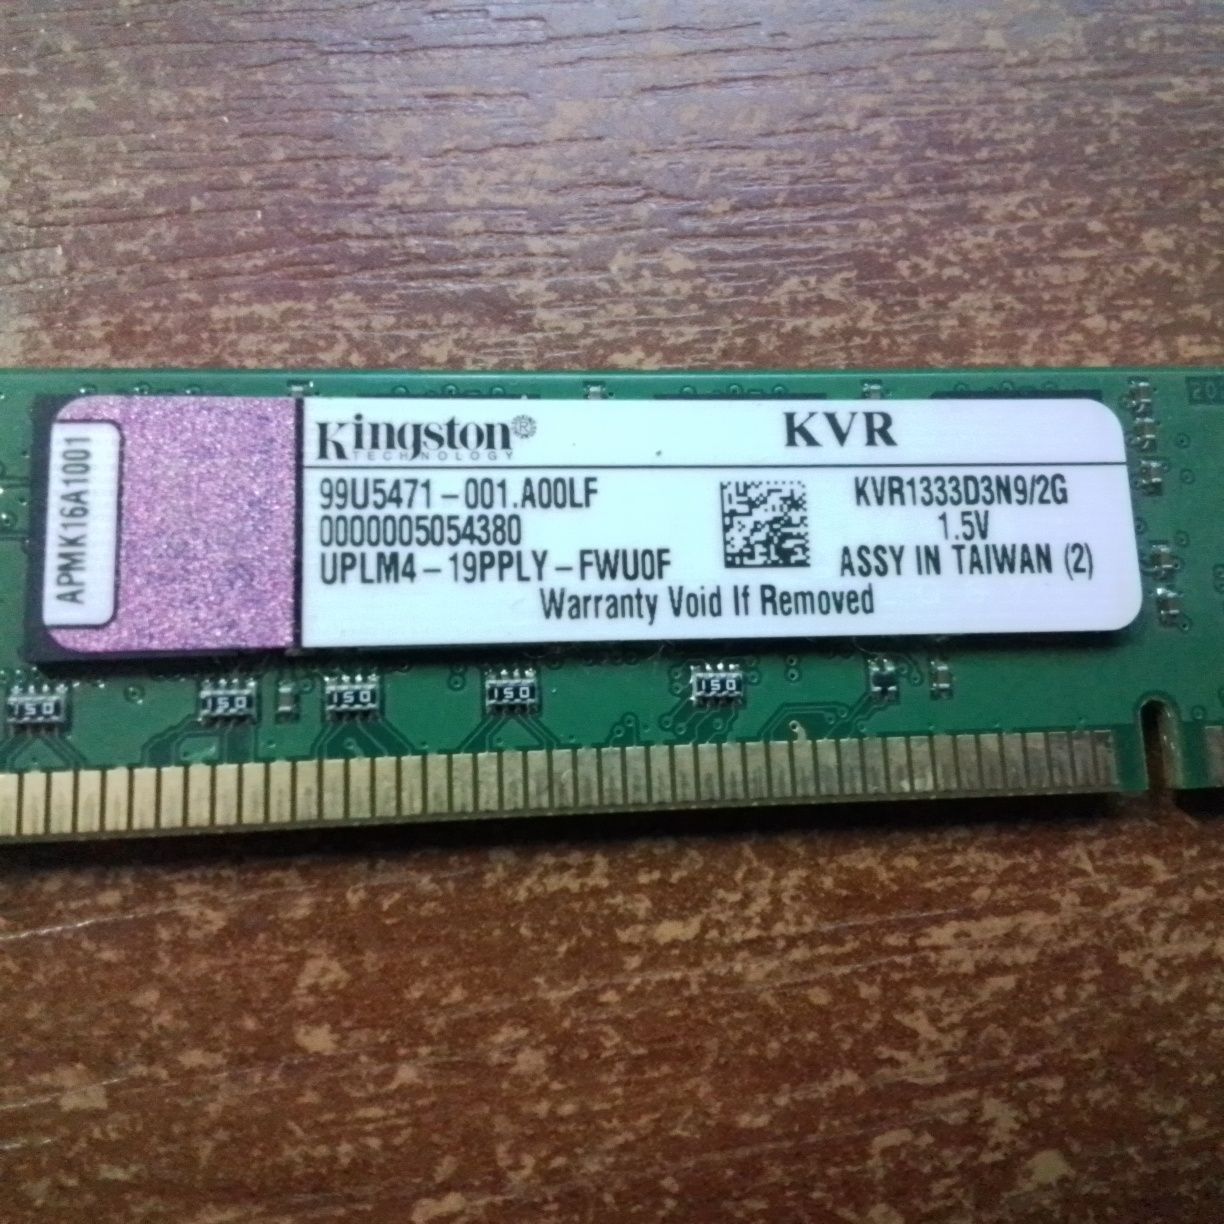 Kingston®
TECHNOLOGY
KVR
APMK16A1001
99U5471-001.A00LF
0000005054380
UPLM4-19PPLY-FWU0F
KVR1333D3N9/2G
1.5V
ASSY IN TAIWAN (2)
Warranty Void If Removed
150
150
150
150
150
20